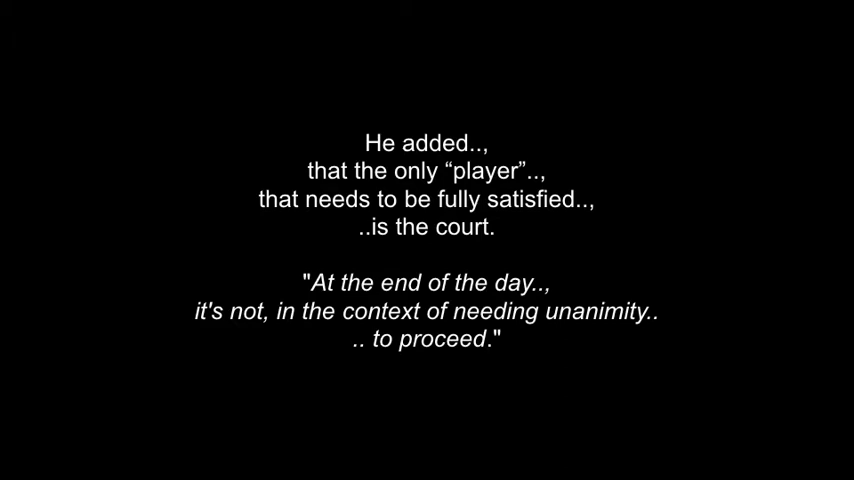 He added..,
that the only “player”..,
that needs to be fully satisfied..,
..is the court.
"At the end of the day..,
it's not, in the context of needing unanimity..
.. to proceed."